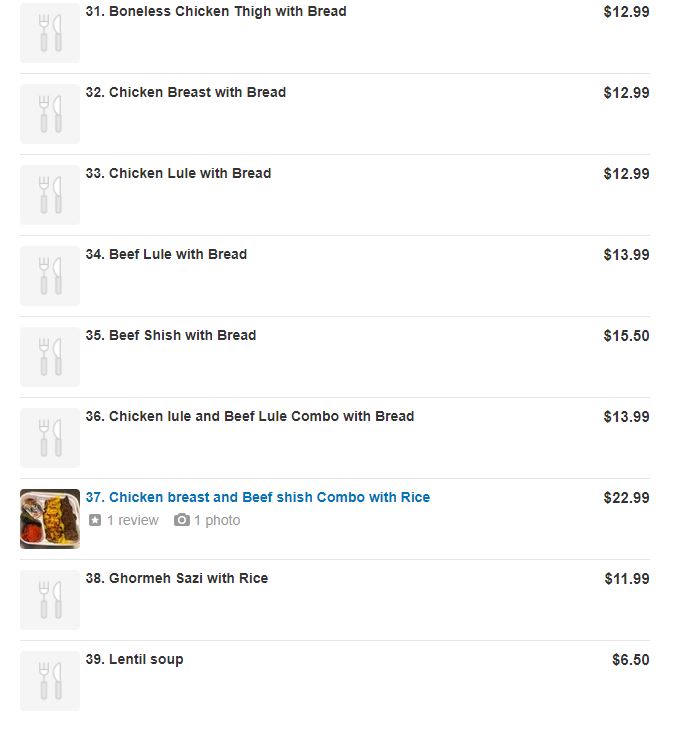 31. Boneless Chicken Thigh with Bread $12.99
32. Chicken Breast with Bread $12.99
33. Chicken Lule with Bread $12.99
34. Beef Lule with Bread $13.99
35. Beef Shish with Bread $15.50
36. Chicken lule and Beef Lule Combo with Bread $13.99
37. Chicken breast and Beef shish Combo with Rice $22.99
1 review 1 photo
38. Ghormeh Sazi with Rice $11.99
39. Lentil soup $6.50